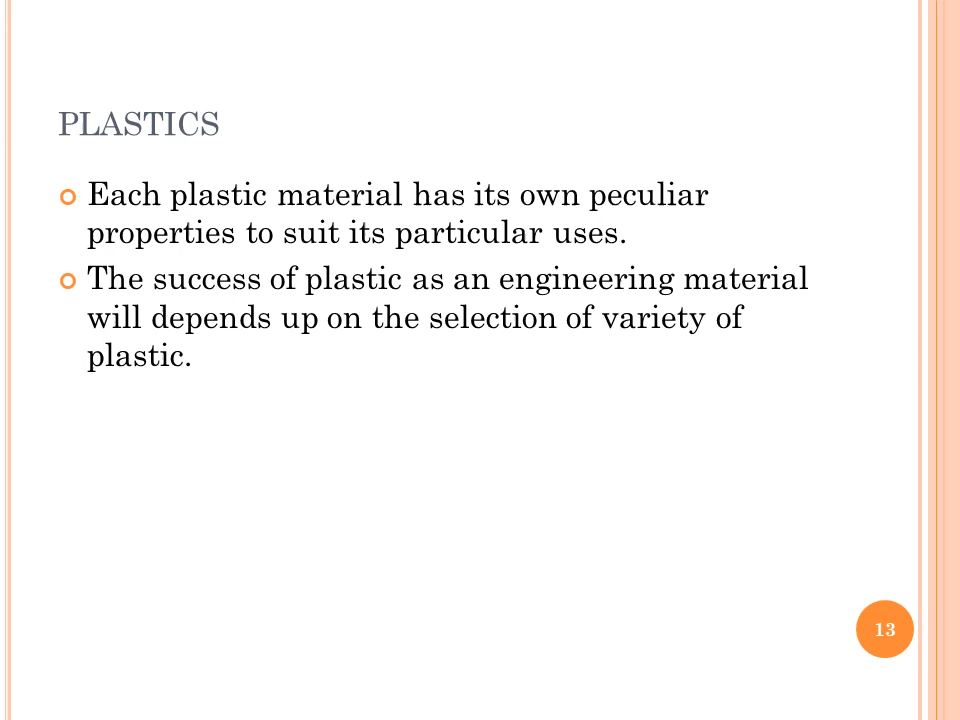 PLASTICS
Each plastic material has its own peculiar
properties to suit its particular uses.
The success of plastic as an engineering material
will depends up on the selection of variety of
plastic.
13